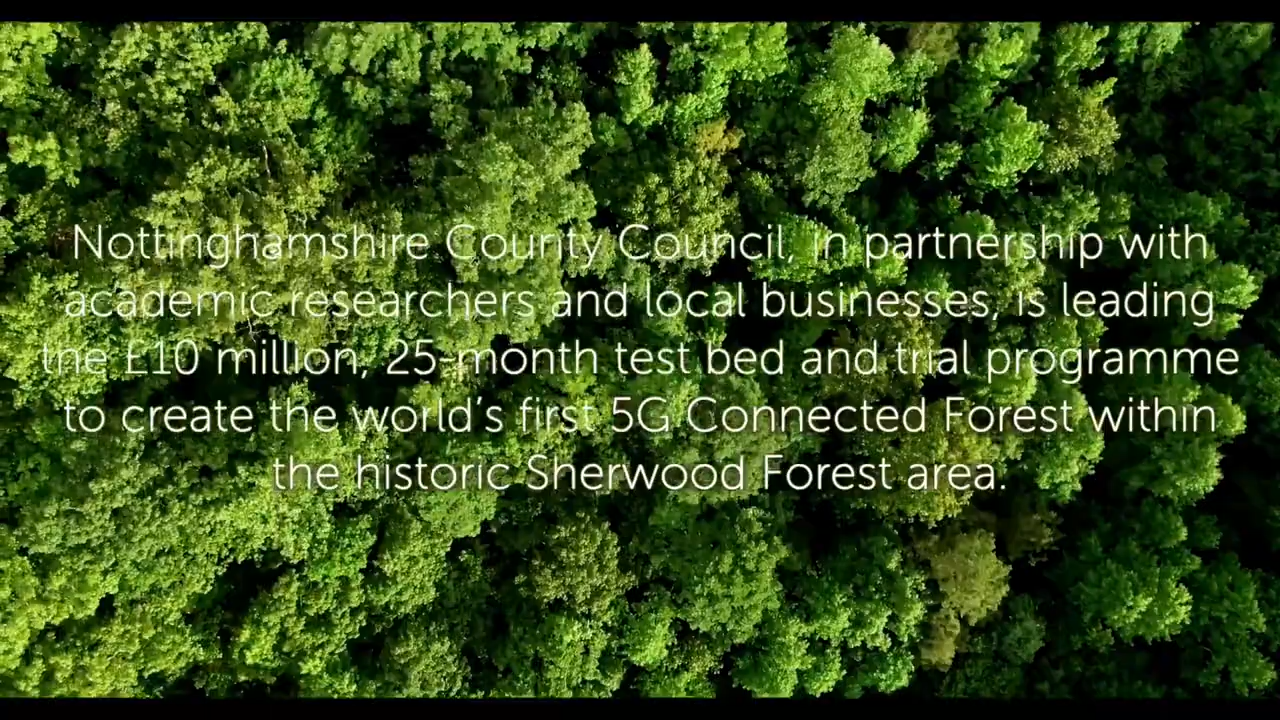 Nottinghamshire County Council, in partnership with
academic researchers and local businesses, is leading
the £10 million, 25-month test bed and trial programme
to create the world's first 5G Connected Forest within
the historic Sherwood Forest area.